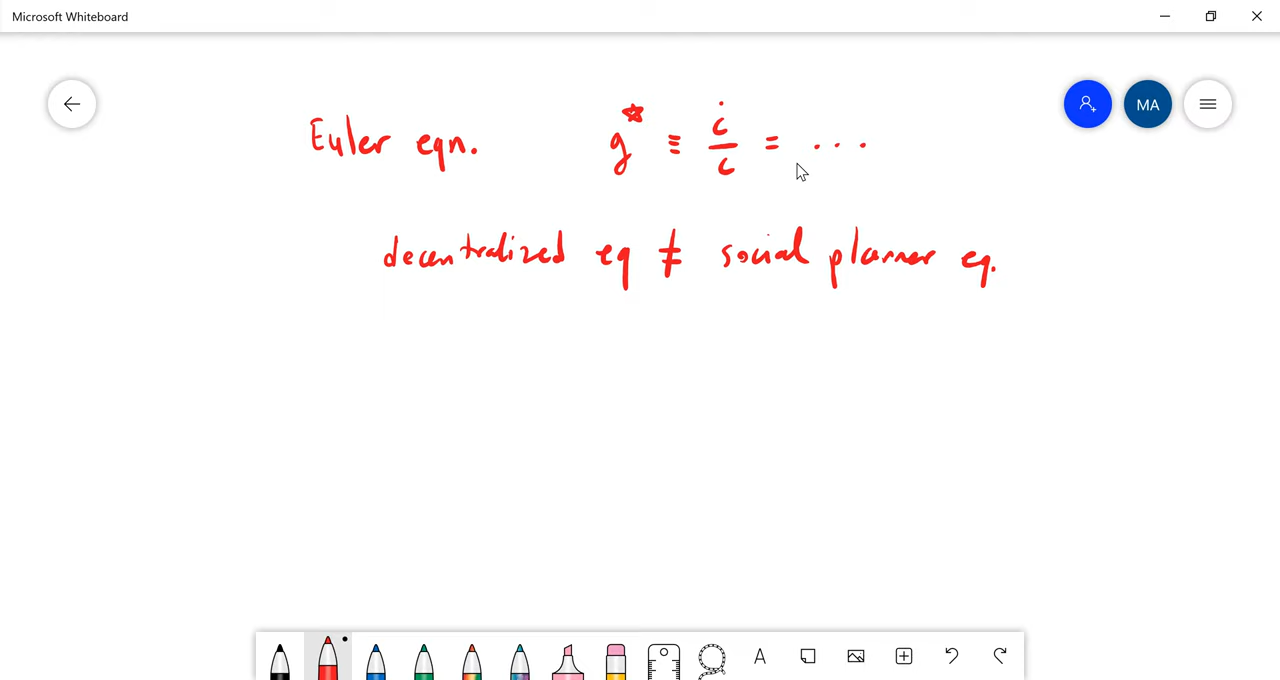 Microsoft Whiteboard
MA
Euler eqn. g* ≡ ċ/c = ...
decentralized eq ≠ social planner eq.
A